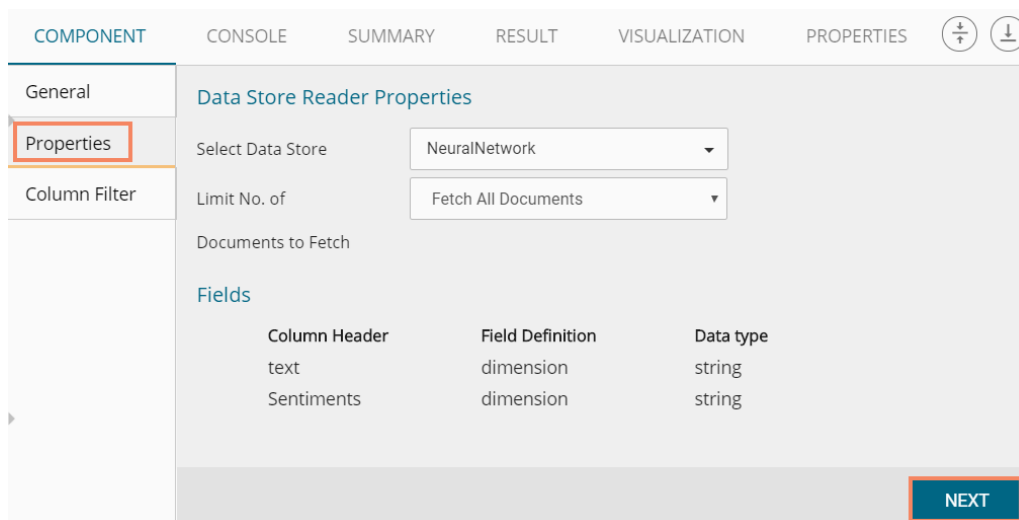 COMPONENT CONSOLE SUMMARY RESULT VISUALIZATION PROPERTIES
General
Properties
Column Filter
Data Store Reader Properties
Select Data Store NeuralNetwork
Limit No. of Fetch All Documents
Documents to Fetch
Fields
Column Header Field Definition Data type
text dimension string
Sentiments dimension string
NEXT